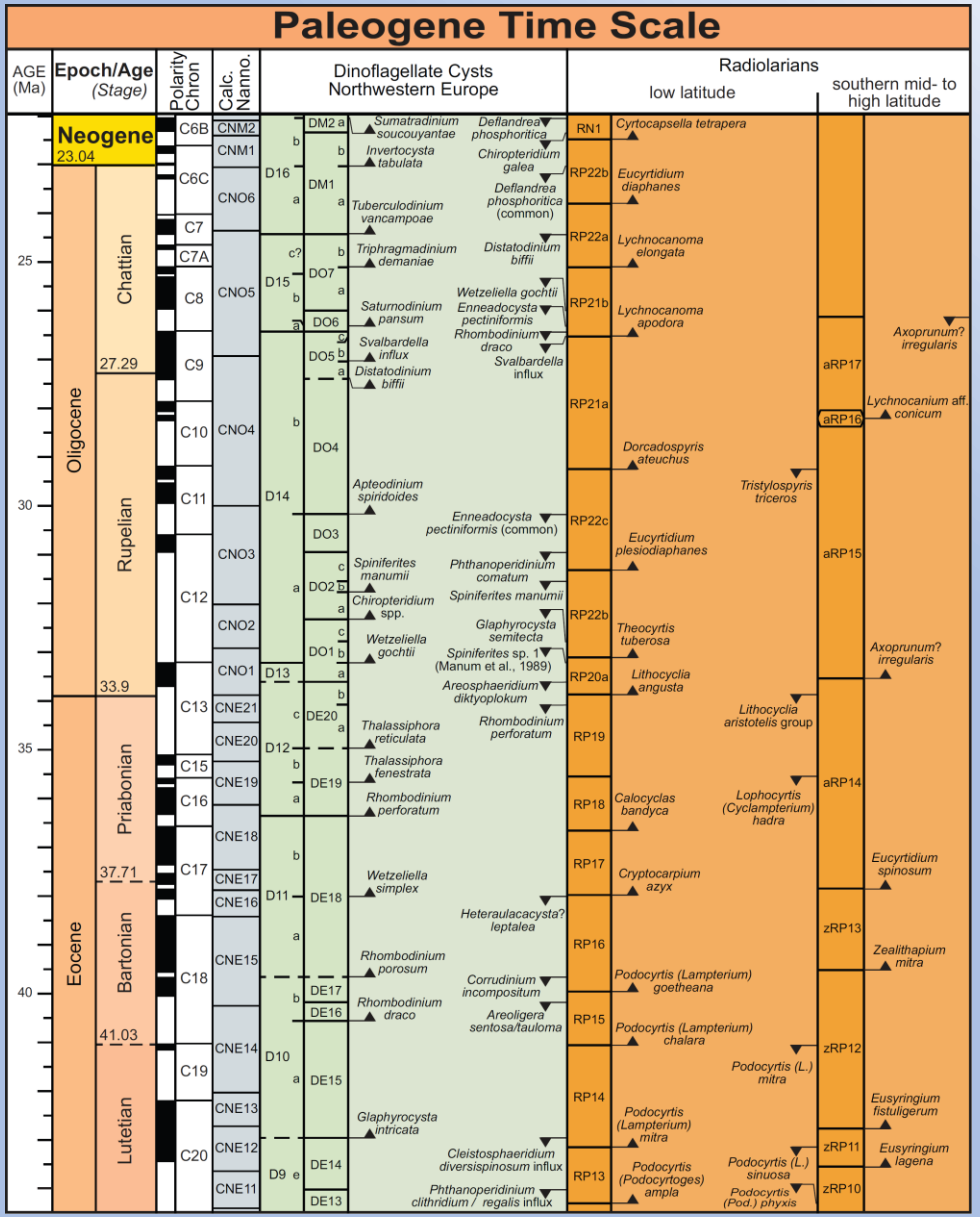 Paleogene Time Scale
AGE
(Ma)
Epoch/Age
(Stage)
Polarity
Chron
Calc.
Nanno.
Dinoflagellate Cysts
Northwestern Europe
Radiolarians
low latitude
southern mid- to
high latitude
25
30
35
40
Neogene
23.04
Oligocene
Eocene
Chattian
27.29
Rupelian
33.9
Priabonian
37.71
Bartonian
41.03
Lutetian
C6B
C6C
C7
C7A
C8
C9
C10
C11
C12
C13
C15
C16
C17
C18
C19
C20
CNM2
CNM1
CNO6
CNO5
CNO4
CNO3
CNO2
CNO1
CNE21
CNE20
CNE19
CNE18
CNE17
CNE16
CNE15
CNE14
CNE13
CNE12
CNE11
D16
b
a
D15
c?
b
a
D14
b
a
D13
D12
c
b
a
D11
b
a
D10
b
a
D9
e
DM2
a
DM1
b
a
DO7
b
a
DO6
DO5
c
b
a
DO4
DO3
DO2
c
b
a
DO1
c
b
a
DE20
b
a
DE19
DE18
DE17
DE16
DE15
DE14
DE13
Sumatradinium
soucouyantae
Invertocysta
tabulata
Tuberculodinium
vancampoae
Triphragmadinium
demaniae
Saturnodinium
pansum
Svalbardella
influx
Distatodinium
biffii
Apteodinium
spiridoides
Spiniferites
manumii
Chiropteridium
spp.
Wetzeliella
gochtii
Thalassiphora
reticulata
Thalassiphora
fenestrata
Rhombodinium
perforatum
Wetzeliella
simplex
Rhombodinium
porosum
Rhombodinium
draco
Glaphyrocysta
intricata
Deflandrea
phosphoritica
Chiropteridium
galea
Deflandrea
phosphoritica
(common)
Distatodinium
biffii
Wetzeliella gochtii
Enneadocysta
pectiniformis
Rhombodinium
draco
Svalbardella
influx
Enneadocysta
pectiniformis (common)
Phthanoperidinium
comatum
Spiniferites manumii
Glaphyrocysta
semitecta
Spiniferites sp. 1
(Manum et al., 1989)
Areosphaeridium
diktyoplokum
Rhombodinium
perforatum
Heteraulacacysta?
leptalea
Corrudinium
incompositum
Areoligera
sentosa/tauloma
Cleistosphaeridium
diversispinosum influx
Phthanoperidinium
clithridium / regalis influx
RN1
RP22b
RP22a
RP21b
RP21a
RP22c
RP22b
RP20a
RP19
RP18
RP17
RP16
RP15
RP14
RP13
Cyrtocapsella tetrapera
Eucyrtidium
diaphanes
Lychnocanoma
elongata
Lychnocanoma
apodora
Dorcadospyris
ateuchus
Eucyrtidium
plesiodiaphanes
Theocyrtis
tuberosa
Lithocyclia
angusta
Calocyclas
bandyca
Cryptocarpium
azyx
Podocyrtis (Lampterium)
goetheana
Podocyrtis (Lampterium)
chalara
Podocyrtis
(Lampterium)
mitra
Podocyrtis
(Podocyrtoges)
ampla
Tristylospyris
triceros
Lithocyclia
aristotelis group
Lophocyrtis
(Cyclampterium)
hadra
Podocyrtis (L.)
mitra
Podocyrtis (L.)
sinuosa
Podocyrtis
(Pod.) phyxis
aRP17
aRP16
aRP15
aRP14
zRP13
zRP12
zRP11
zRP10
Axoprunum?
irregularis
Lychnocanium aff.
conicum
Axoprunum?
irregularis
Eucyrtidium
spinosum
Zealithapium
mitra
Eusyringium
fistuligerum
Eusyringium
lagena